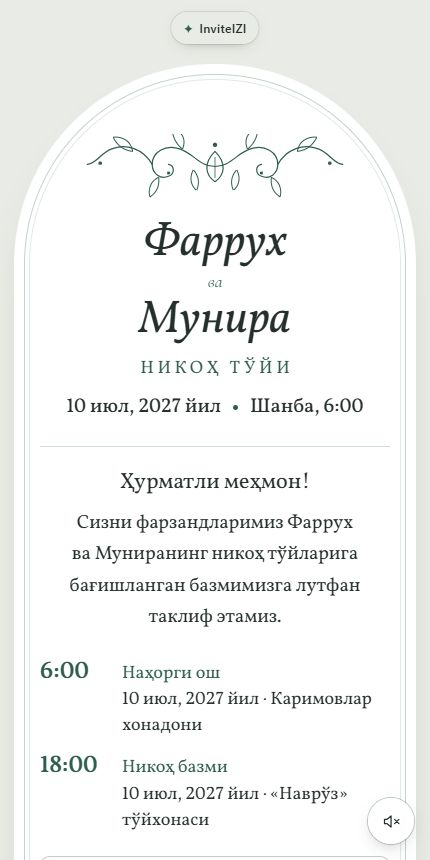 InviteIZI
Фаррух
ва
Мунира
НИКОҲ ТЎЙИ
10 июл, 2027 йил • Шанба, 6:00
Ҳурматли меҳмон!
Сизни фарзандларимиз Фаррух
ва Муниранинг никоҳ тўйларига
бағишланган базмимизга лутфан
таклиф этамиз.
6:00 Наҳорги ош
10 июл, 2027 йил · Каримовлар
хонадони
18:00 Никоҳ базми
10 июл, 2027 йил · «Наврўз»
тўйхонаси